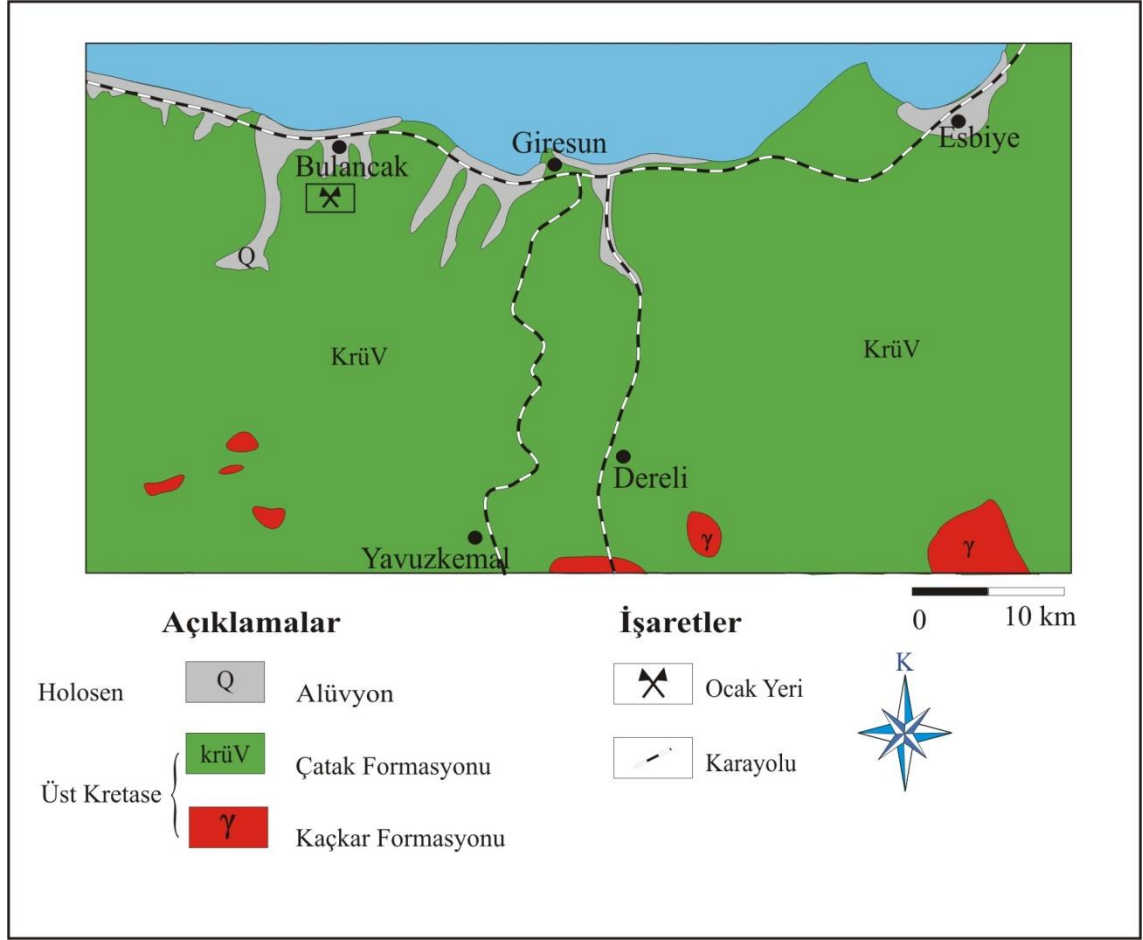 Giresun
Esbiye
Bulancak
Q
KrüV
KrüV
Dereli
Yavuzkemal
γ
γ
0 10 km
Açıklamalar
İşaretler
K
Holosen
Q
Alüvyon
Ocak Yeri
Üst Kretase
krüV
Çatak Formasyonu
Karayolu
γ
Kaçkar Formasyonu